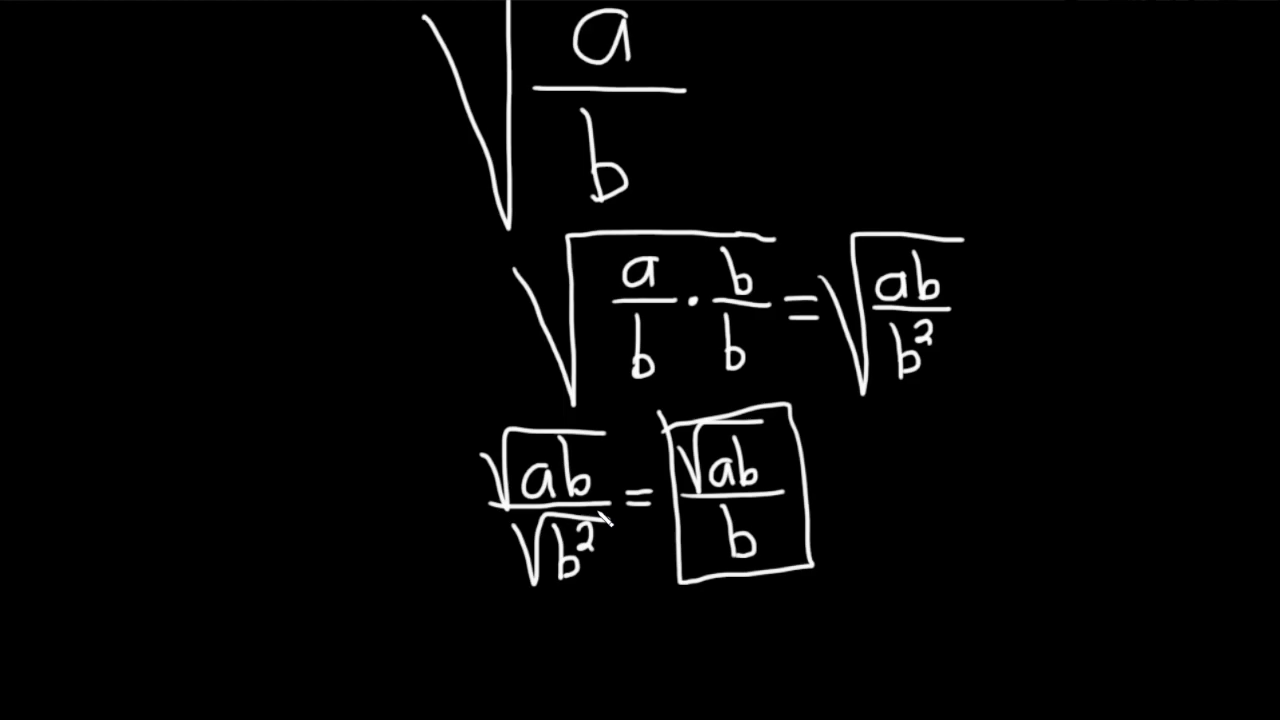 √(a/b)
√(a/b · b/b) = √(ab/b²)
√ab/√b² = √ab/b